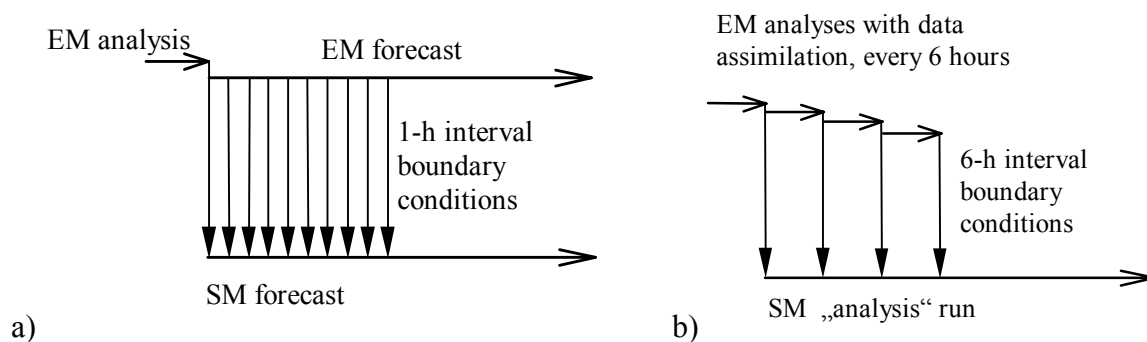 EM analysis
EM forecast
1-h interval
boundary
conditions
SM forecast
a)
EM analyses with data
assimilation, every 6 hours
6-h interval
boundary
conditions
SM „analysis“ run
b)